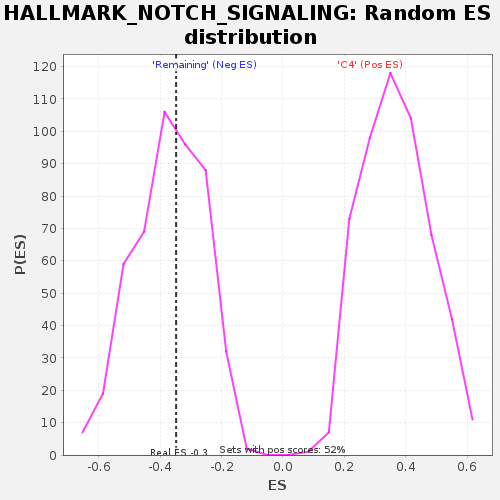 HALLMARK_NOTCH_SIGNALING: Random ES
distribution
'Remaining' (Neg ES)
'C4' (Pos ES)
120
110
100
90
80
70
60
50
40
30
20
10
0
P(ES)
Real ES -0.3
Sets with pos scores: 52%
-0.6
-0.4
-0.2
0.0
0.2
0.4
0.6
ES